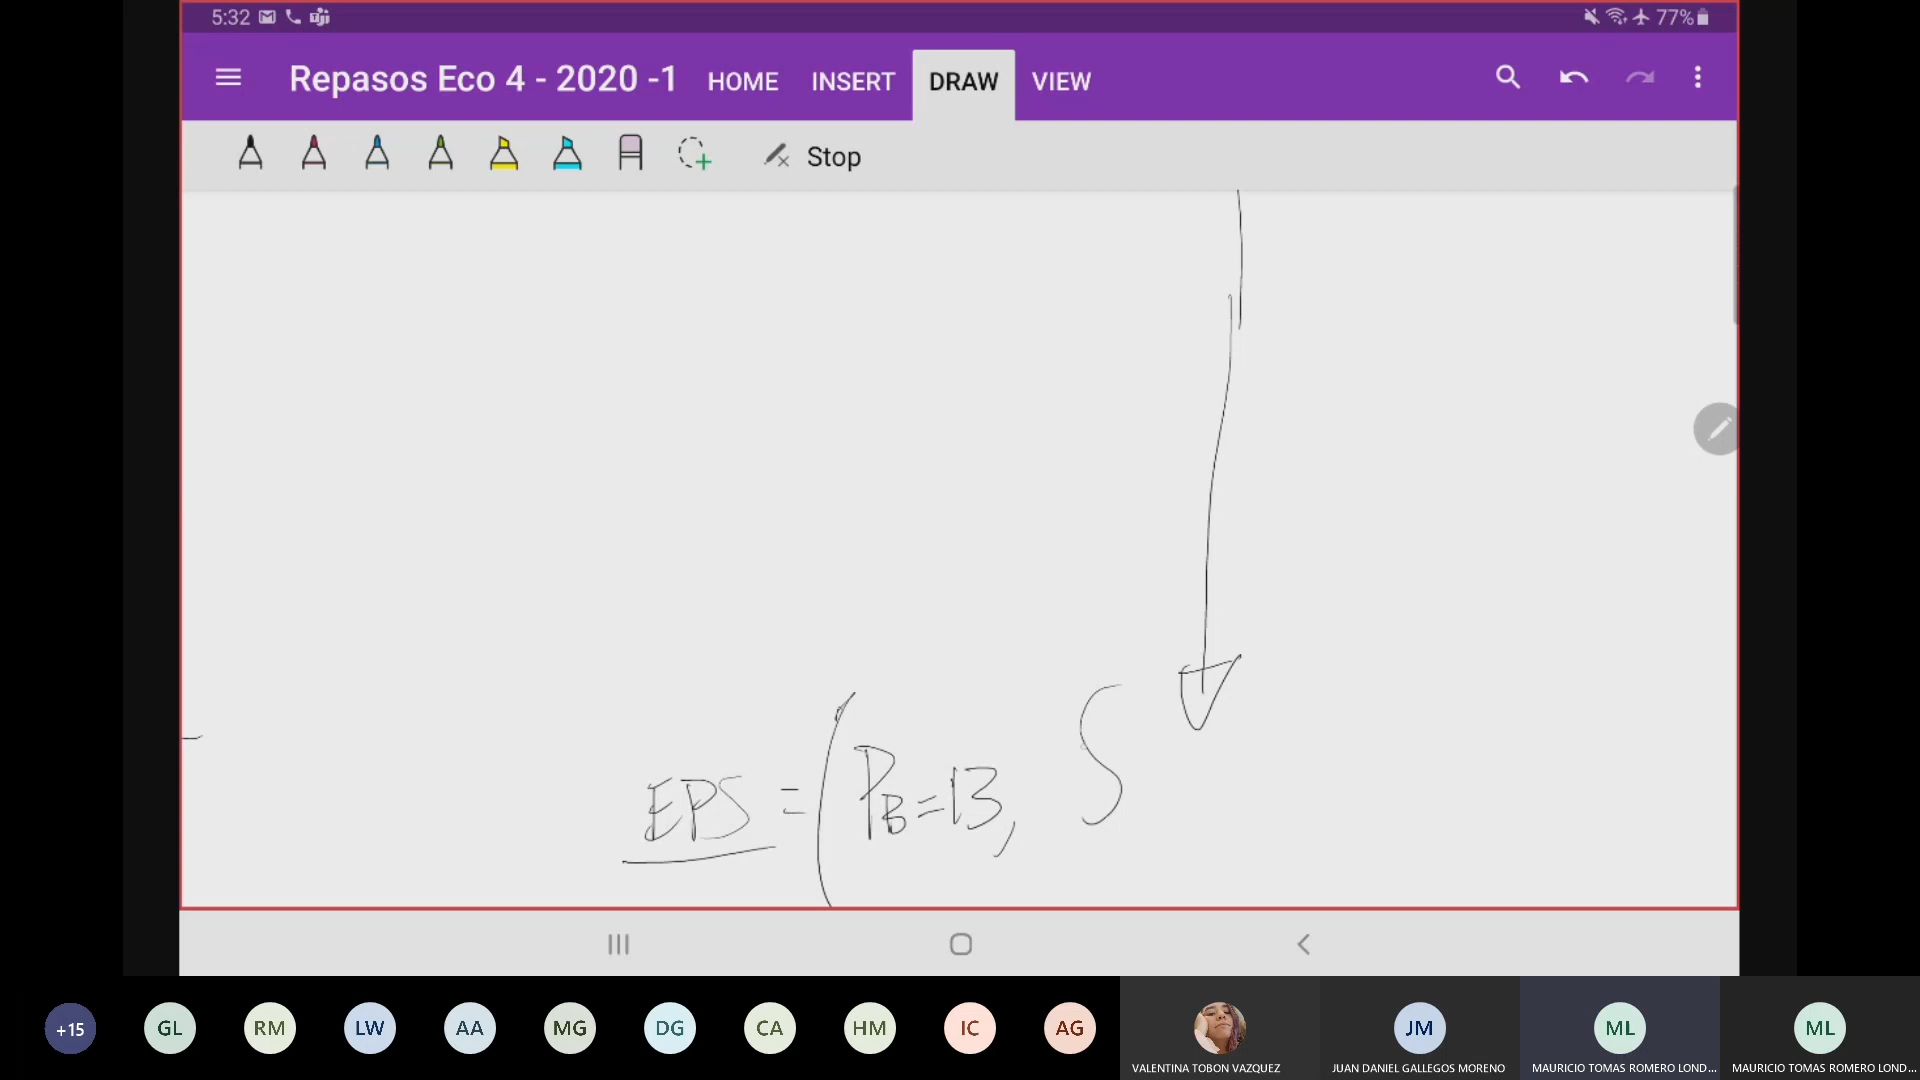 5:32 77%
Repasos Eco 4 - 2020 -1 HOME INSERT DRAW VIEW
Stop
EPS = ( PB = 13, S
+15 GL RM LW AA MG DG CA HM IC AG JM ML ML
VALENTINA TOBON VAZQUEZ JUAN DANIEL GALLEGOS MORENO MAURICIO TOMAS ROMERO LOND... MAURICIO TOMAS ROMERO LOND...